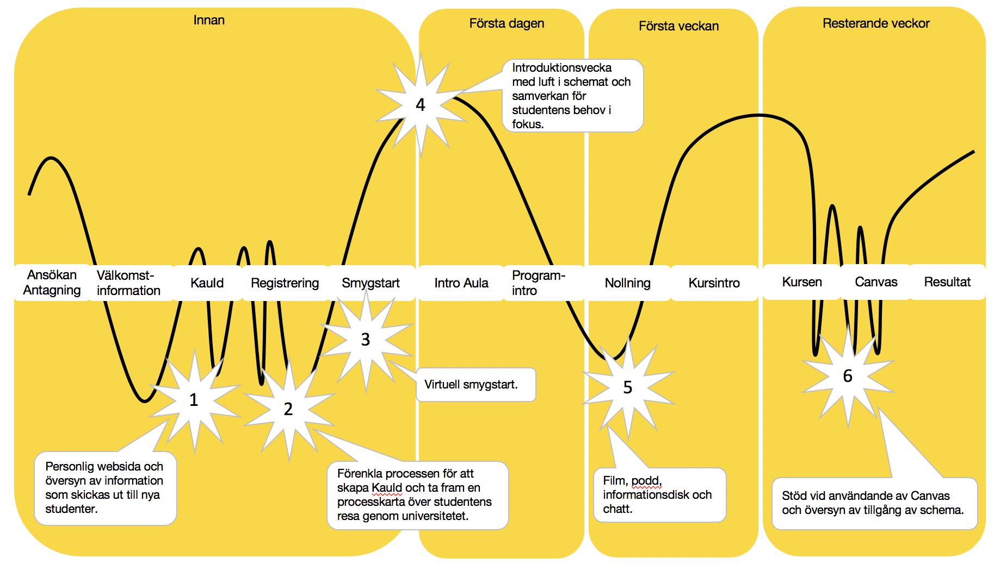 Innan
Första dagen
Första veckan
Resterande veckor
4
Introduktionsvecka
med luft i schemat och
samverkan för
studentens behov i
fokus.
Ansökan
Antagning
Välkomst-
information
KauId
Registrering
Smygstart
Intro Aula
Program-
intro
Nollning
Kursintro
Kursen
Canvas
Resultat
3
Virtuell smygstart.
1
2
5
6
Personlig websida och
översyn av information
som skickas ut till nya
studenter.
Förenkla processen för att
skapa KauId och ta fram en
processkarta över studentens
resa genom universitetet.
Film, podd,
informationsdisk och
chatt.
Stöd vid användande av Canvas
och översyn av tillgång av schema.